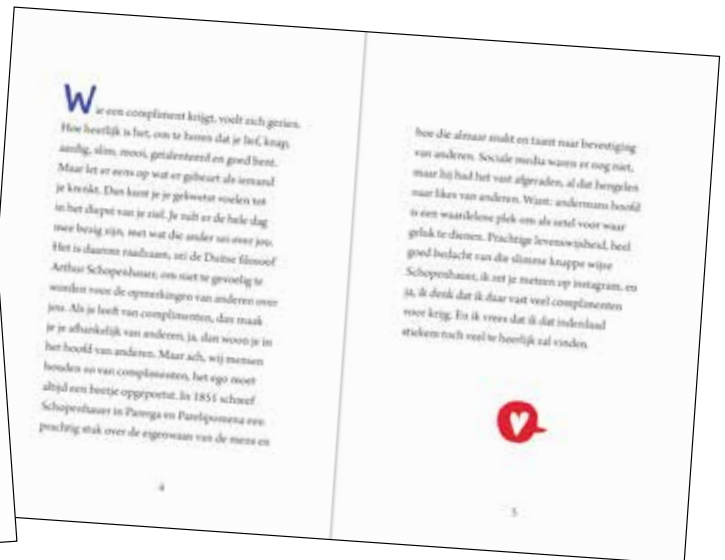 Wie een compliment krijgt, voelt zich gezien.
Hoe heerlijk is het, om te horen dat je lief, knap,
aardig, slim, mooi, getalenteerd en goed bent.
Maar let er eens op wat er gebeurt als iemand
je krenkt. Dan kunt je je gekwetst voelen tot
in het diepst van je ziel. Je zult er de hele dag
mee bezig zijn, met wat die ander zei over jou.
Het is daarom raadzaam, zei de Duitse filosoof
Arthur Schopenhauer, om niet te gevoelig te
worden voor de opmerkingen van anderen over
jou. Als je leeft van complimenten, dan maak
je je afhankelijk van anderen, ja, dan woon je in
het hoofd van anderen. Maar ach, wij mensen
houden zo van complimenten, het ego moet
altijd een beetje opgepoetst. In 1851 schreef
Schopenhauer in Parerga en Paralipomena een
prachtig stuk over de eigenwaan van de mens en
4
hoe die almaar snakt en taant naar bevestiging
van anderen. Sociale media waren er nog niet,
maar hij had het vast afgeraden, al dat hengelen
naar likes van anderen. Want: andermans hoofd
is een waardeloze plek om als zetel voor waar
geluk te dienen. Prachtige levenswijsheid, heel
goed bedacht van die slimme knappe wijze
Schopenhauer, ik zet je meteen op instagram, en
ja, ik denk dat ik daar vast veel complimenten
voor krijg. En ik vrees dat ik dat inderdaad
stiekem toch veel te heerlijk zal vinden.
5